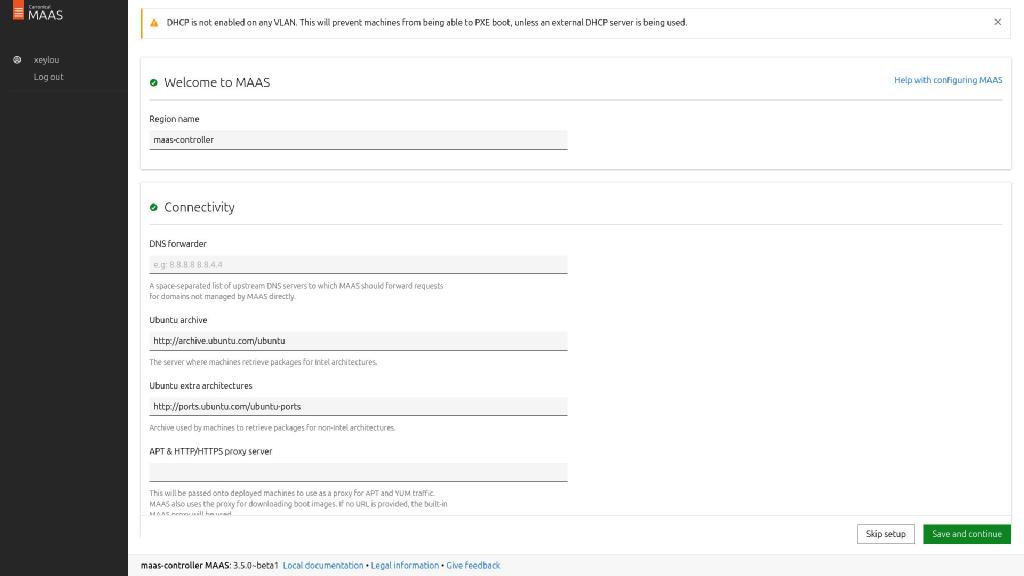 Canonical
MAAS
xeylou
Log out
DHCP is not enabled on any VLAN. This will prevent machines from being able to PXE boot, unless an external DHCP server is being used.
Welcome to MAAS
Help with configuring MAAS
Region name
maas-controller
Connectivity
DNS forwarder
e.g: 8.8.8.8 8.8.4.4
A space-separated list of upstream DNS servers to which MAAS should forward requests
for domains not managed by MAAS directly.
Ubuntu archive
http://archive.ubuntu.com/ubuntu
The server where machines retrieve packages for Intel architectures.
Ubuntu extra architectures
http://ports.ubuntu.com/ubuntu-ports
Archive used by machines to retrieve packages for non-Intel architectures.
APT & HTTP/HTTPS proxy server
This will be passed onto deployed machines to use as a proxy for APT and YUM traffic.
MAAS also uses the proxy for downloading boot images. If no URL is provided, the built-in
MAAS proxy will be used.
Skip setup
Save and continue
maas-controller MAAS: 3.5.0~beta1 Local documentation • Legal information • Give feedback